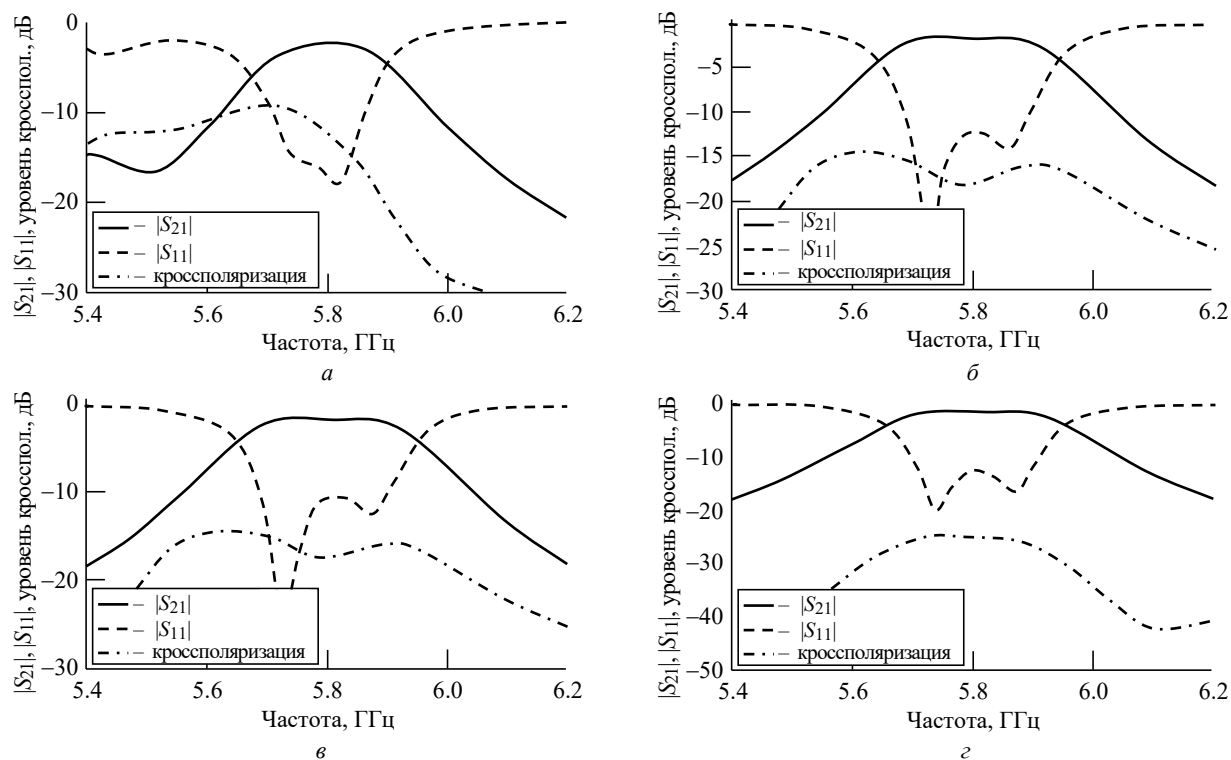 |S21|, |S11|, уровень кросспол., дБ
0
−10
−20
−30
− |S21|
− |S11|
− кроссполяризация
5.4 5.6 5.8 6.0 6.2
Частота, ГГц
а
|S21|, |S11|, уровень кросспол., дБ
0
−5
−10
−15
−20
−25
−30
− |S21|
− |S11|
− кроссполяризация
5.4 5.6 5.8 6.0 6.2
Частота, ГГц
б
|S21|, |S11|, уровень кросспол., дБ
0
−10
−20
−30
− |S21|
− |S11|
− кроссполяризация
5.4 5.6 5.8 6.0 6.2
Частота, ГГц
в
|S21|, |S11|, уровень кросспол., дБ
0
−10
−20
−30
−40
−50
− |S21|
− |S11|
− кроссполяризация
5.4 5.6 5.8 6.0 6.2
Частота, ГГц
г